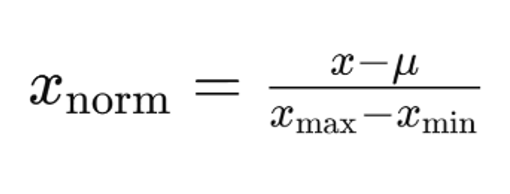 x_norm = (x−μ)/(x_max−x_min)